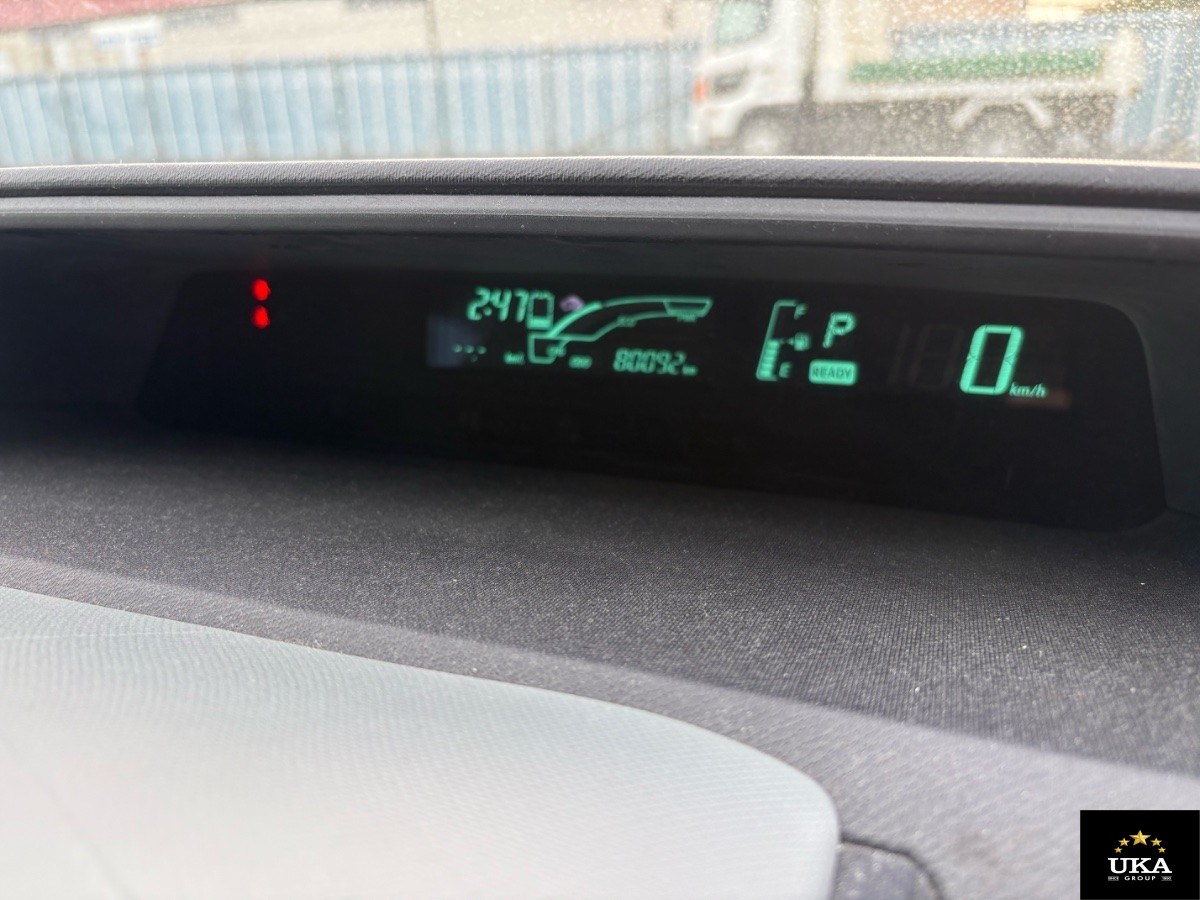 2:47
F
P
0
km/h
80092 km
E
READY
UKA
GROUP